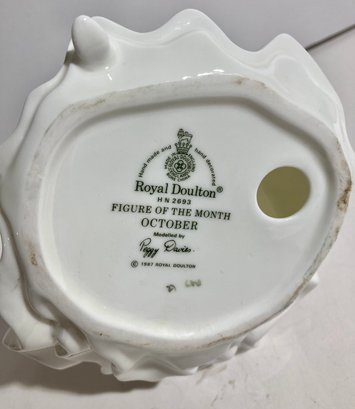 Hand made and hand decorated
Royal Doulton®
HN 2693
FIGURE OF THE MONTH
OCTOBER
Modelled by
Peggy Davies
© 1987 ROYAL DOULTON